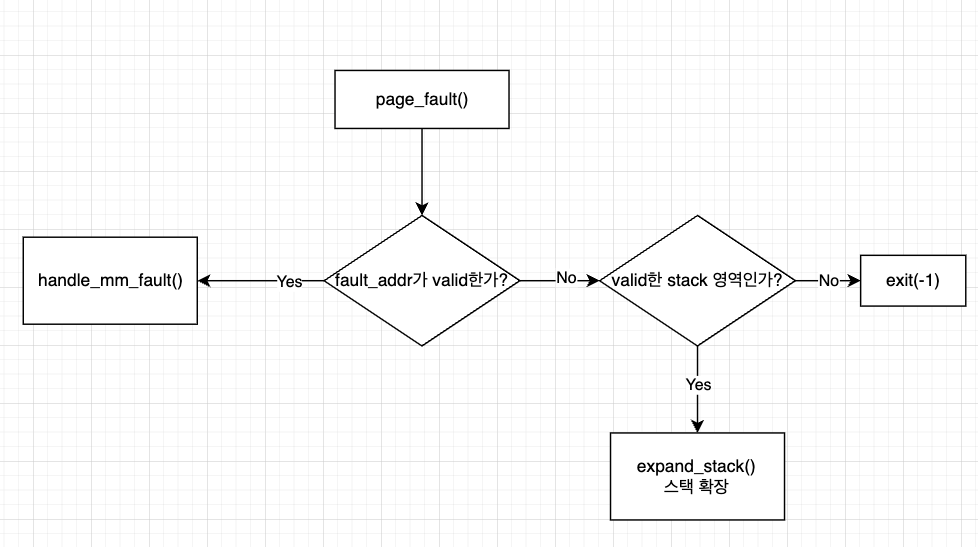 page_fault()
handle_mm_fault()
Yes
fault_addr가 valid한가?
No
valid한 stack 영역인가?
No
exit(-1)
Yes
expand_stack()
스택 확장